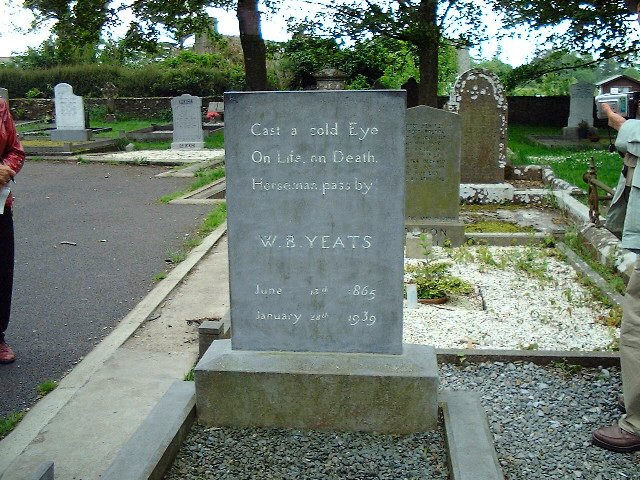 Cast a cold Eye
On Life, on Death.
Horseman, pass by!
W. B. YEATS
June 13th 1865
January 28th 1939